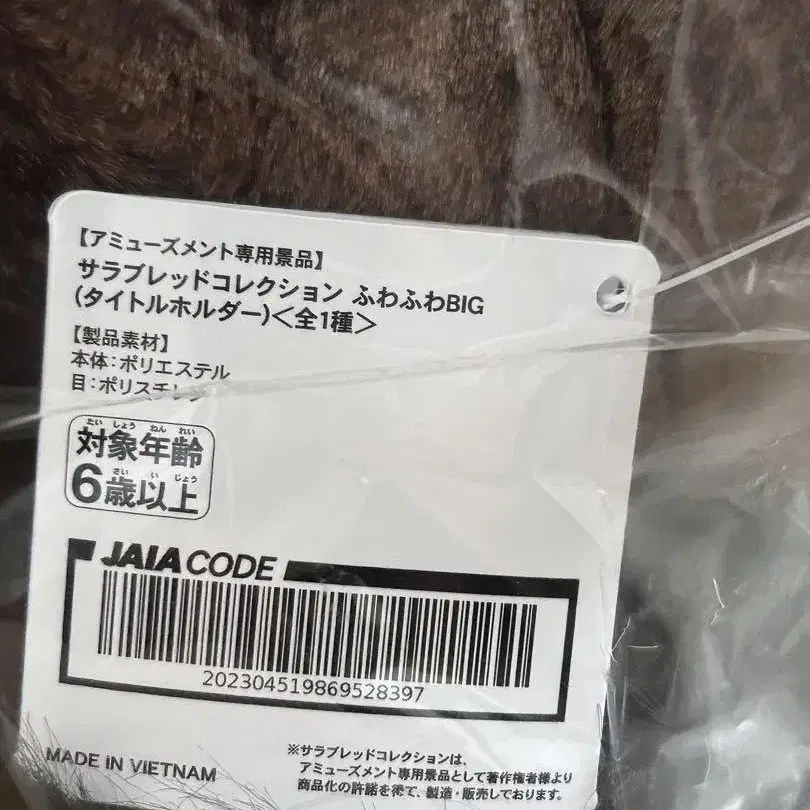 【アミューズメント専用景品】
サラブレッドコレクション ふわふわBIG
(タイトルホルダー)<全1種>
【製品素材】
本体:ポリエステル
目:ポリスチレン
たい しょう ねん れい
対象年齢
さい い じょう
6歳以上
JAIA CODE
202304519869528397
MADE IN VIETNAM
※サラブレッドコレクションは、
アミューズメント専用景品として著作権者様より
商品化の許諾を得て、製造・販売しております。